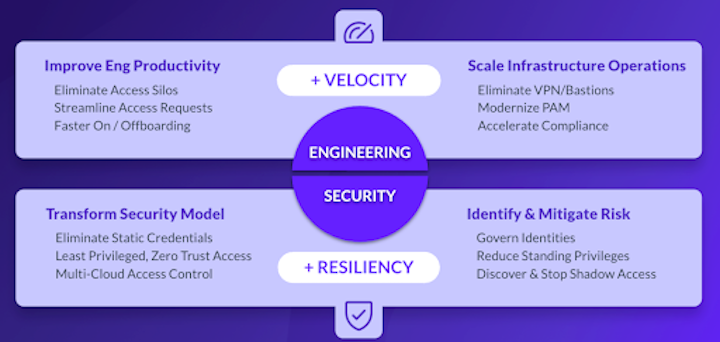 Improve Eng Productivity
Eliminate Access Silos
Streamline Access Requests
Faster On / Offboarding
+ VELOCITY
Scale Infrastructure Operations
Eliminate VPN/Bastions
Modernize PAM
Accelerate Compliance
ENGINEERING
SECURITY
Transform Security Model
Eliminate Static Credentials
Least Privileged, Zero Trust Access
Multi-Cloud Access Control
+ RESILIENCY
Identify & Mitigate Risk
Govern Identities
Reduce Standing Privileges
Discover & Stop Shadow Access